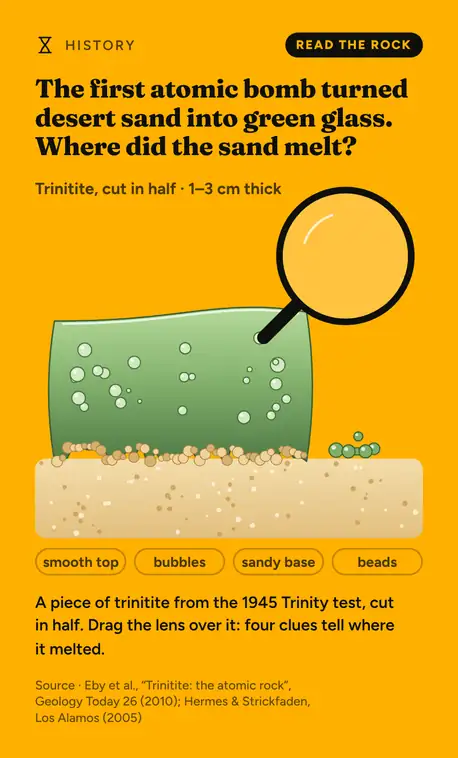 HISTORY
READ THE ROCK
The first atomic bomb turned
desert sand into green glass.
Where did the sand melt?
Trinitite, cut in half · 1–3 cm thick
smooth top
bubbles
sandy base
beads
A piece of trinitite from the 1945 Trinity test, cut
in half. Drag the lens over it: four clues tell where
it melted.
Source · Eby et al., “Trinitite: the atomic rock”,
Geology Today 26 (2010); Hermes & Strickfaden,
Los Alamos (2005)